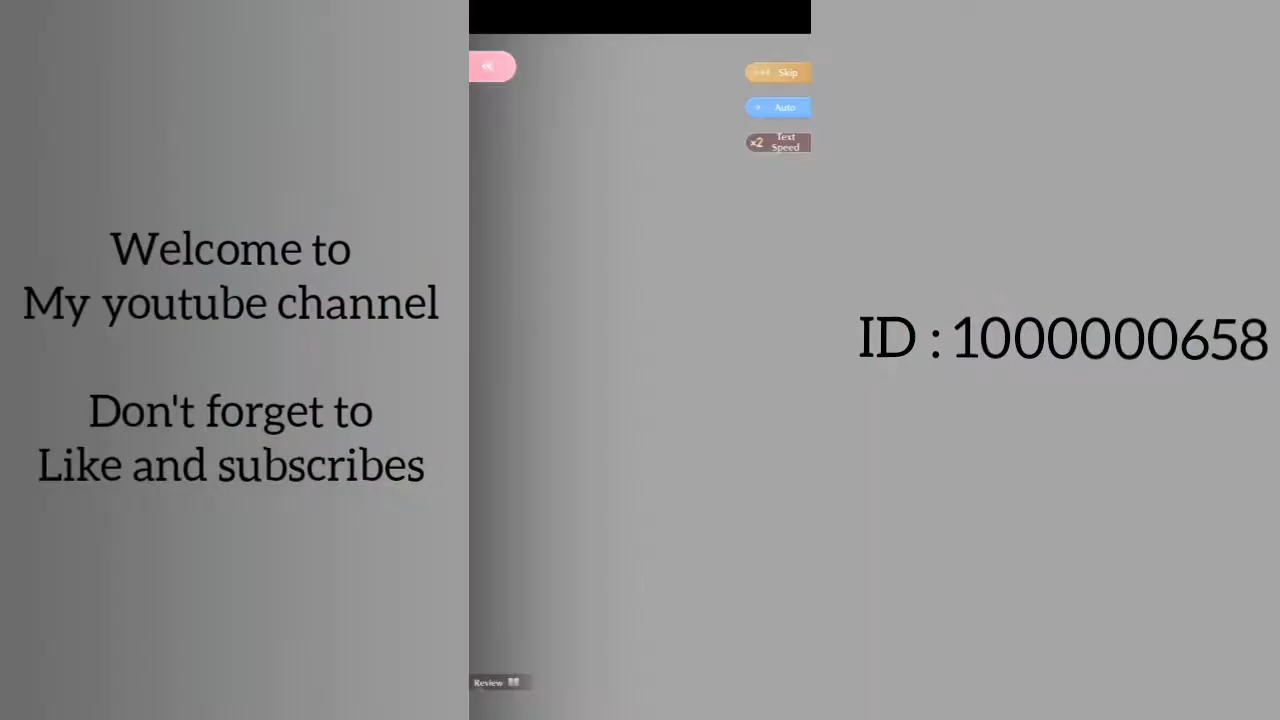 Welcome to
My youtube channel
Don't forget to
Like and subscribes
Skip
Auto
×2 Text
Speed
Review
ID : 1000000658